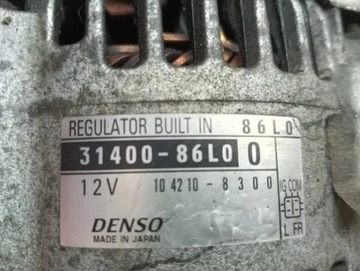 REGULATOR BUILT IN 86L0
31400-86L0 0
12V 104210-8300
IG COM
L FR
DENSO
MADE IN JAPAN